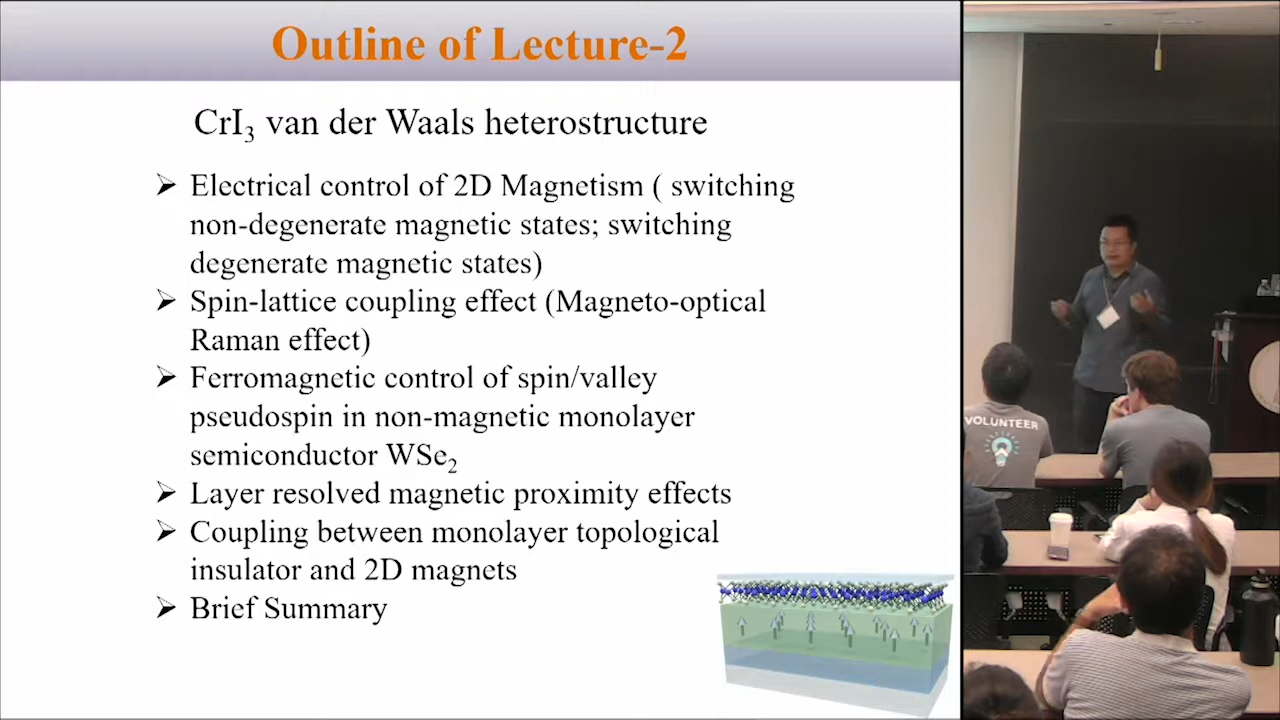 Outline of Lecture-2
CrI₃ van der Waals heterostructure
➢ Electrical control of 2D Magnetism ( switching
non-degenerate magnetic states; switching
degenerate magnetic states)
➢ Spin-lattice coupling effect (Magneto-optical
Raman effect)
➢ Ferromagnetic control of spin/valley
pseudospin in non-magnetic monolayer
semiconductor WSe₂
➢ Layer resolved magnetic proximity effects
➢ Coupling between monolayer topological
insulator and 2D magnets
➢ Brief Summary
VOLUNTEER